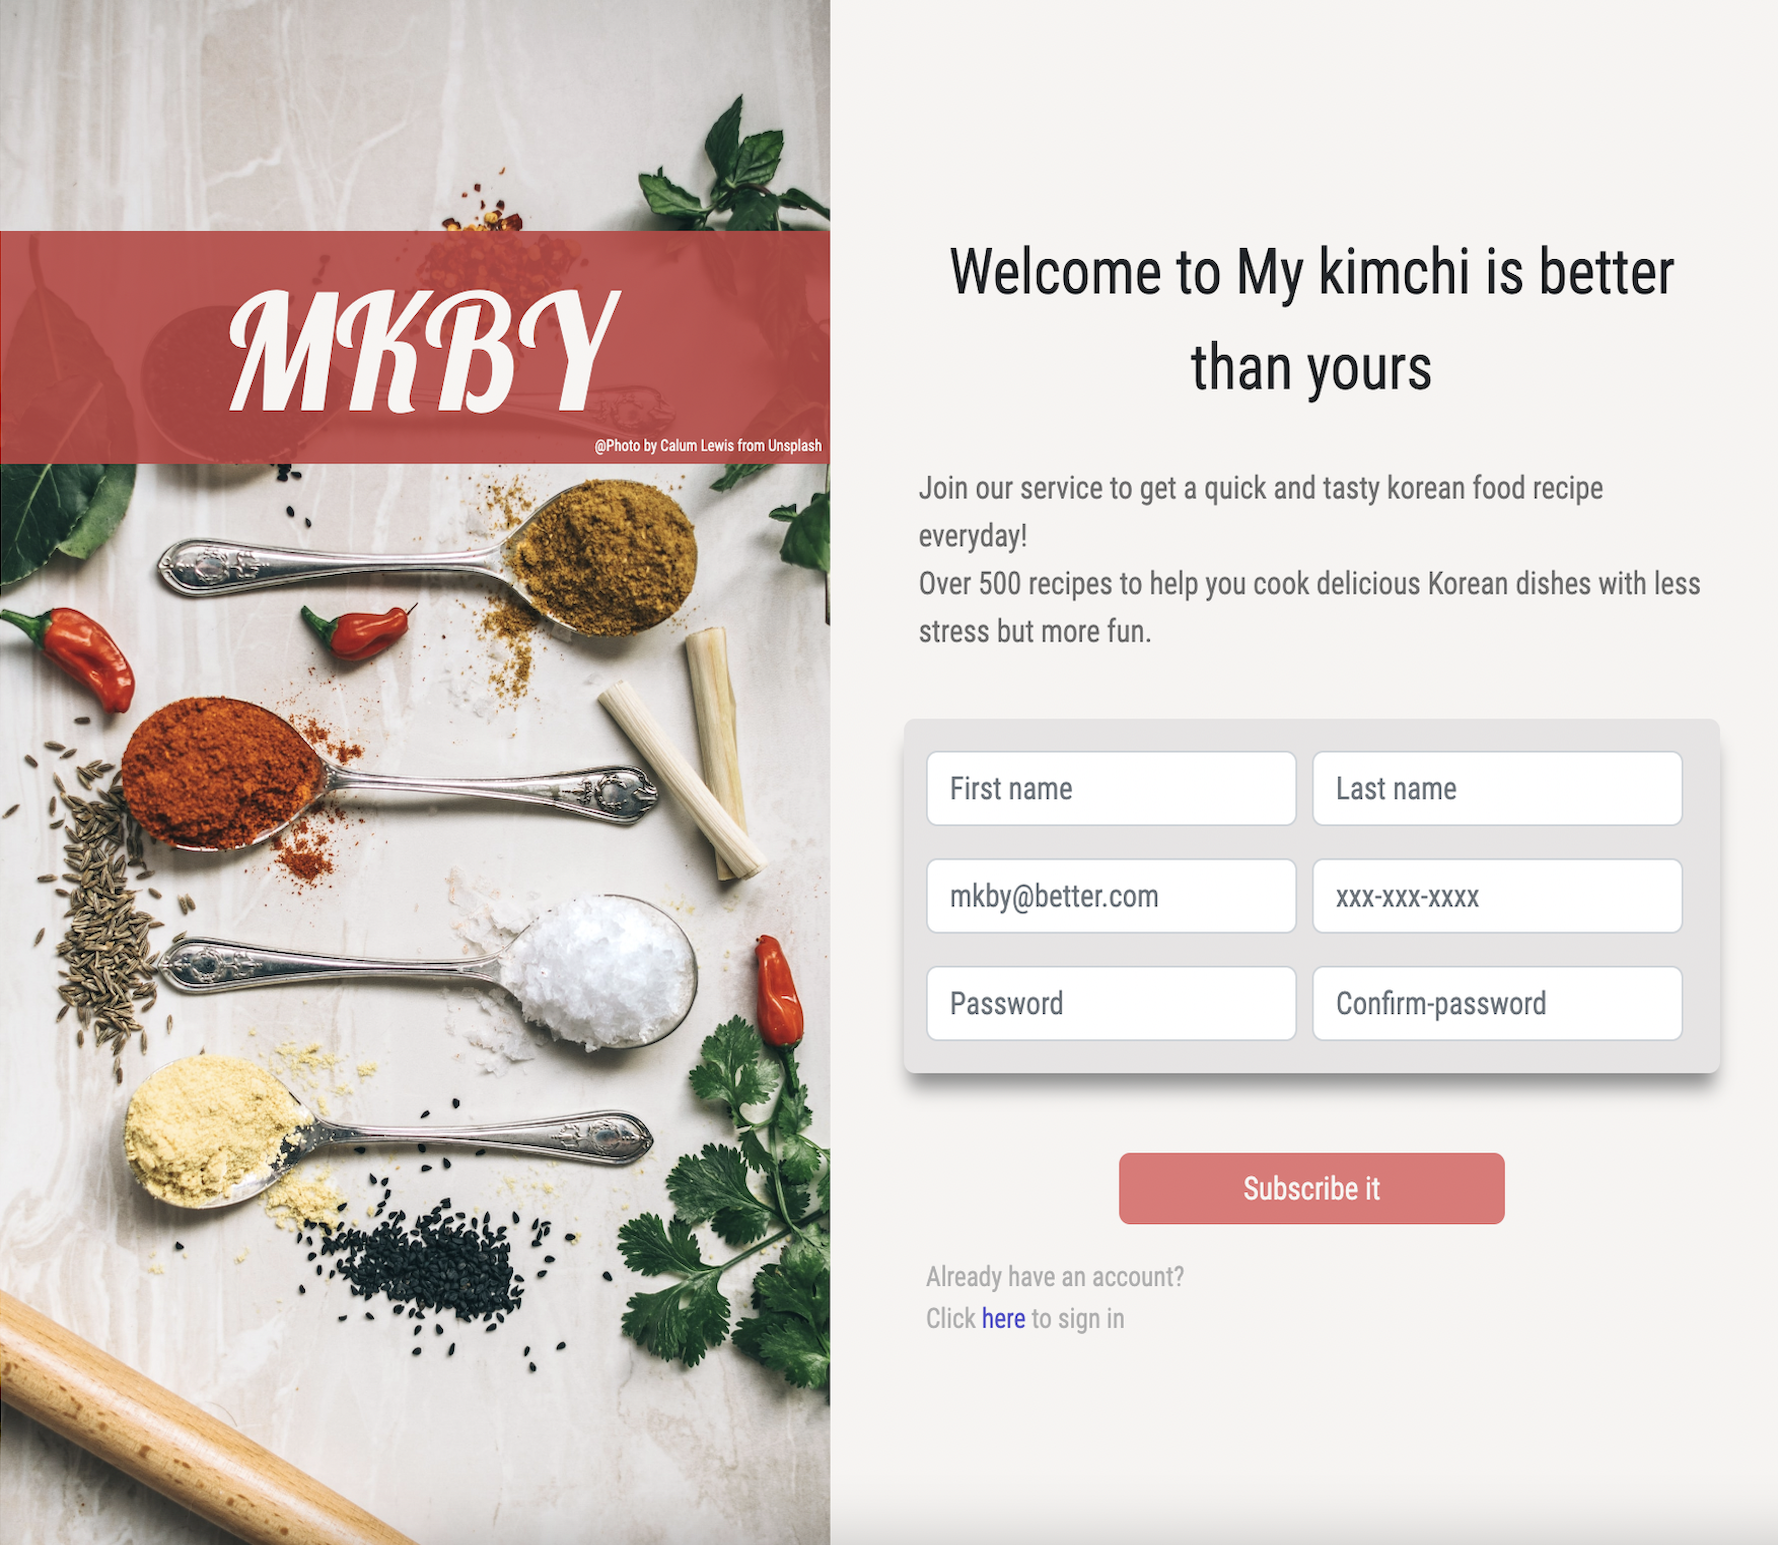 MKBY
@Photo by Calum Lewis from Unsplash
Welcome to My kimchi is better
than yours
Join our service to get a quick and tasty korean food recipe
everyday!
Over 500 recipes to help you cook delicious Korean dishes with less
stress but more fun.
First name
Last name
mkby@better.com
xxx-xxx-xxxx
Password
Confirm-password
Subscribe it
Already have an account?
Click here to sign in